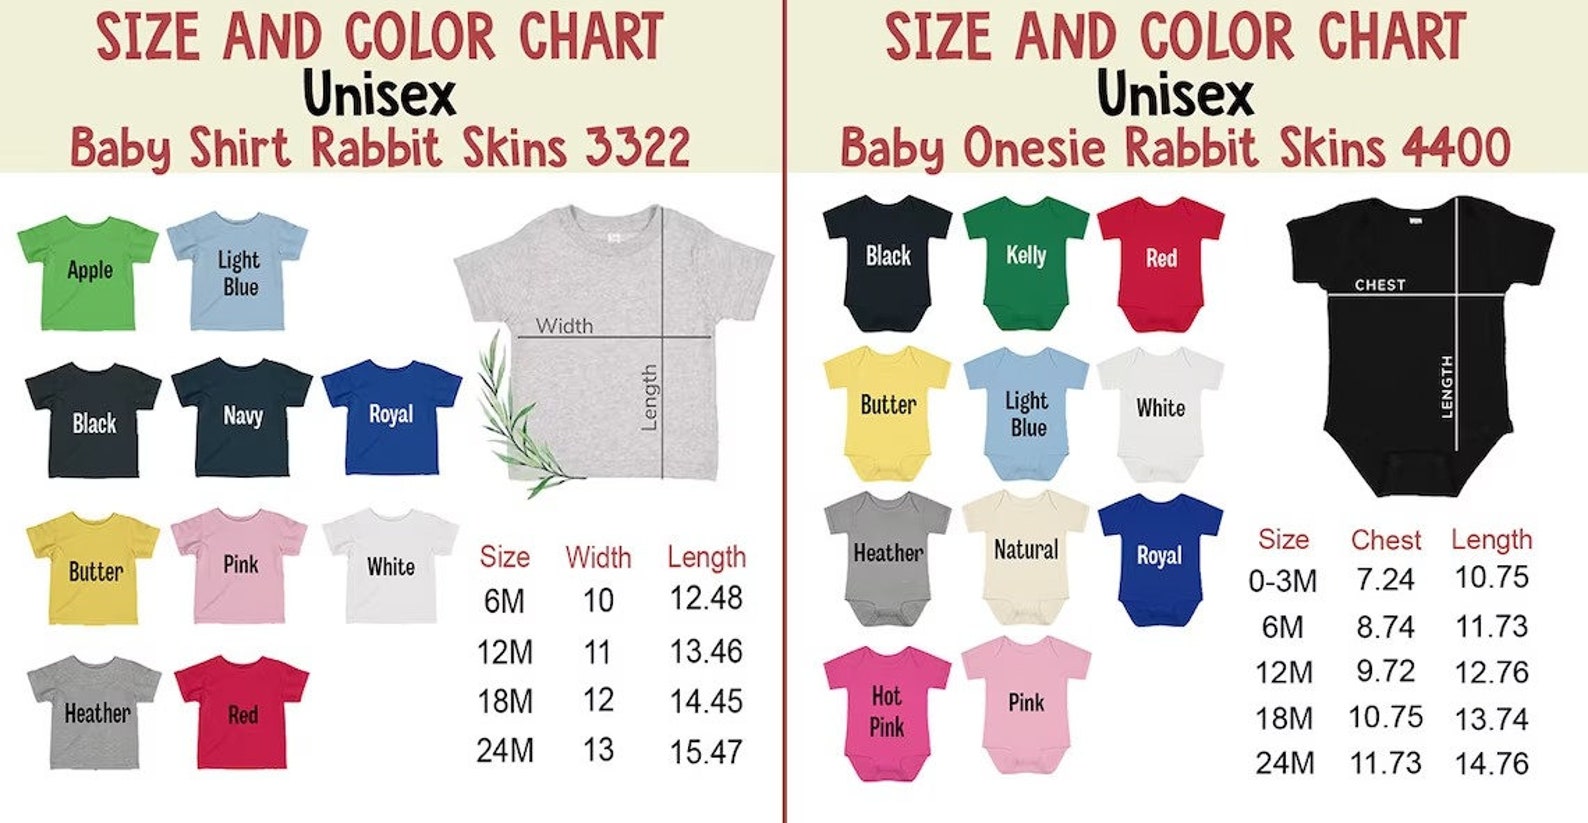 SIZE AND COLOR CHART
Unisex
Baby Shirt Rabbit Skins 3322
Apple
Light
Blue
Black
Navy
Royal
Butter
Pink
White
Heather
Red
Width
Length
Size Width Length
6M 10 12.48
12M 11 13.46
18M 12 14.45
24M 13 15.47
SIZE AND COLOR CHART
Unisex
Baby Onesie Rabbit Skins 4400
Black
Kelly
Red
Butter
Light
Blue
White
Heather
Natural
Royal
Hot
Pink
Pink
CHEST
LENGTH
Size Chest Length
0-3M 7.24 10.75
6M 8.74 11.73
12M 9.72 12.76
18M 10.75 13.74
24M 11.73 14.76